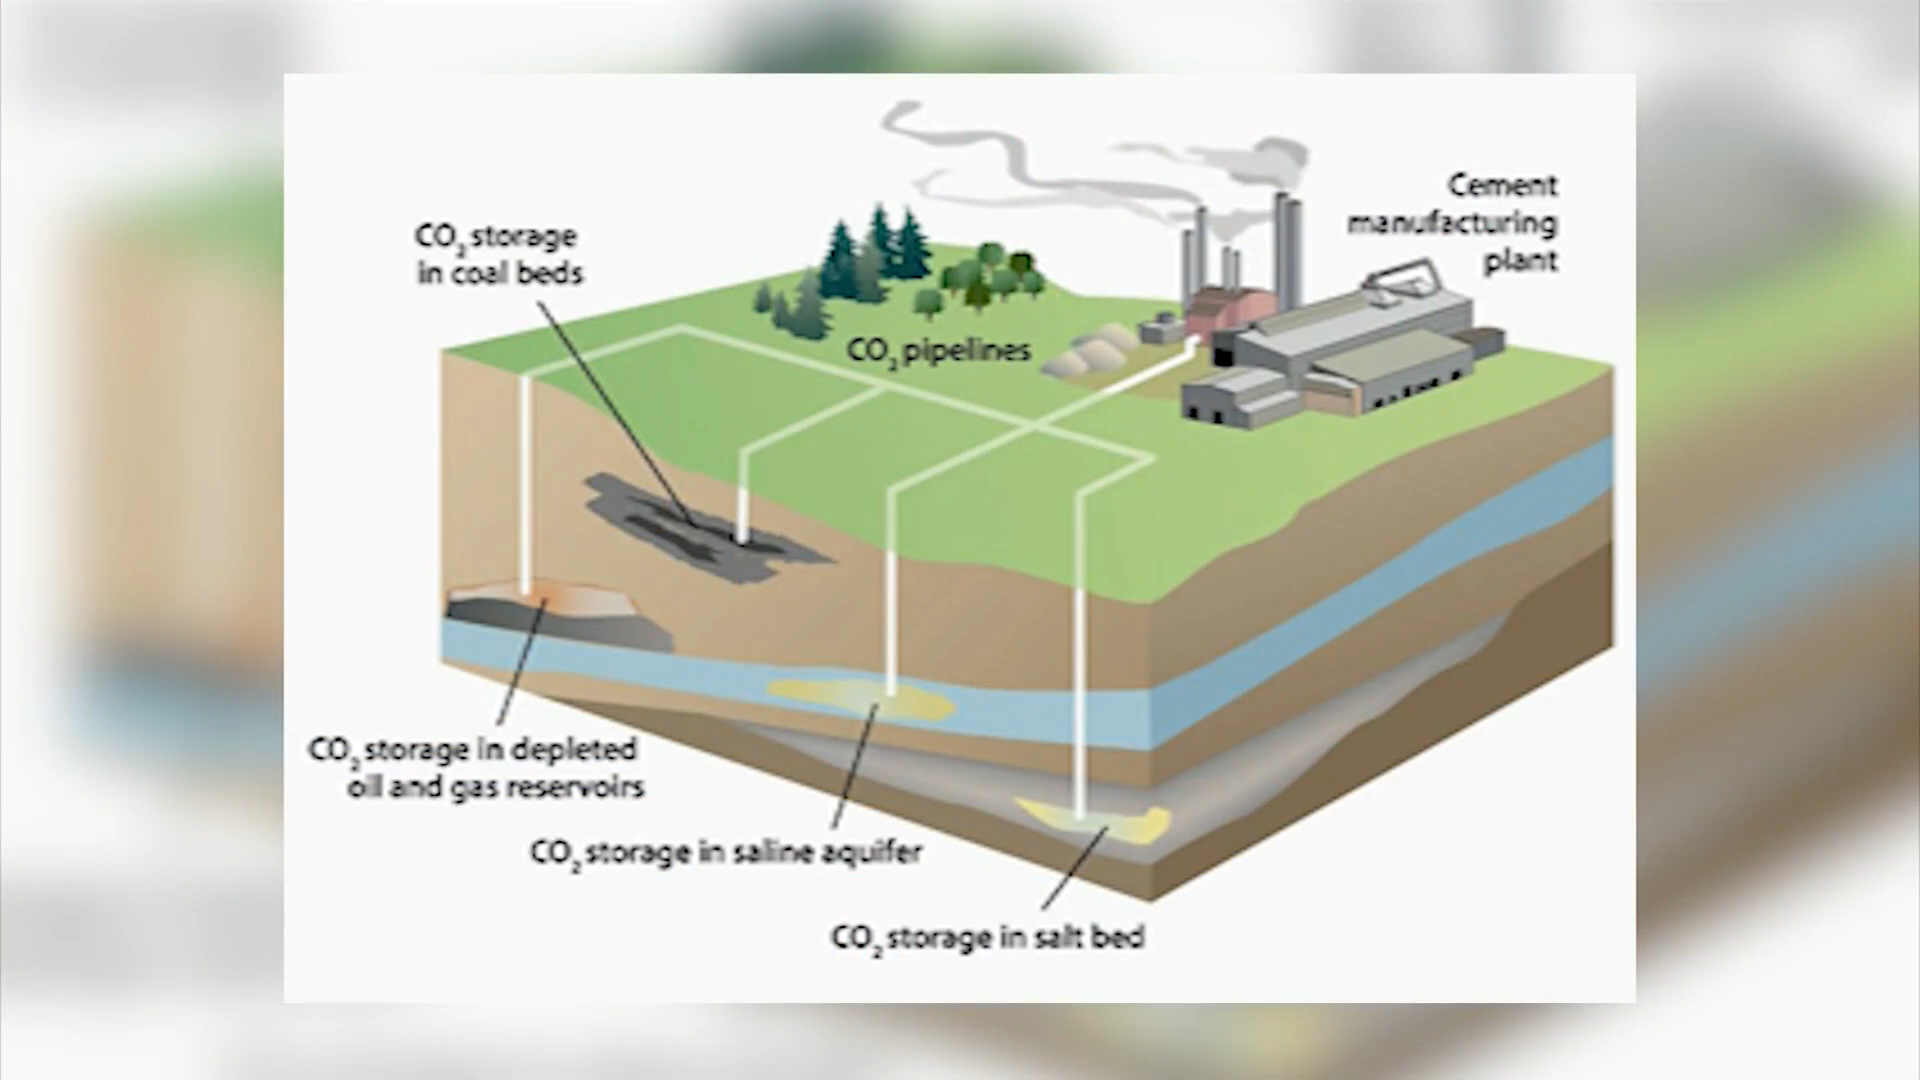 Cement
manufacturing
plant
CO₂ storage
in coal beds
CO₂ pipelines
CO₂ storage in depleted
oil and gas reservoirs
CO₂ storage in saline aquifer
CO₂ storage in salt bed